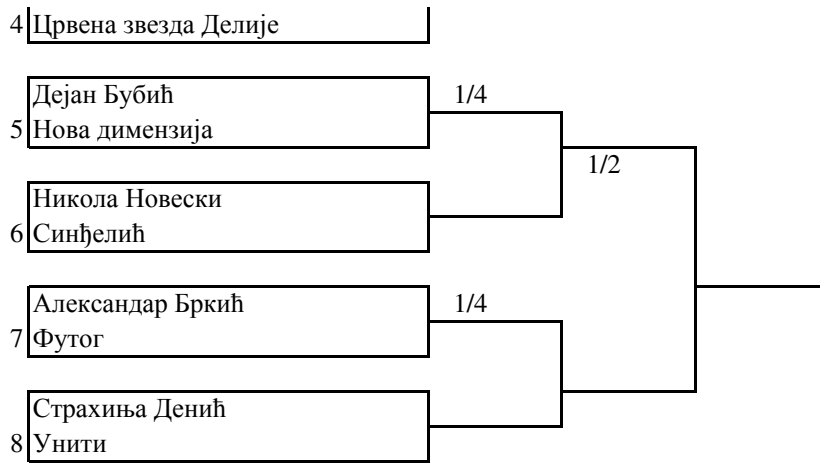 4 Црвена звезда Делије
Дејан Бубић
1/4
5 Нова димензија
1/2
Никола Новески
6 Синђелић
Александар Бркић
1/4
7 Футог
Страхиња Денић
8 Унити